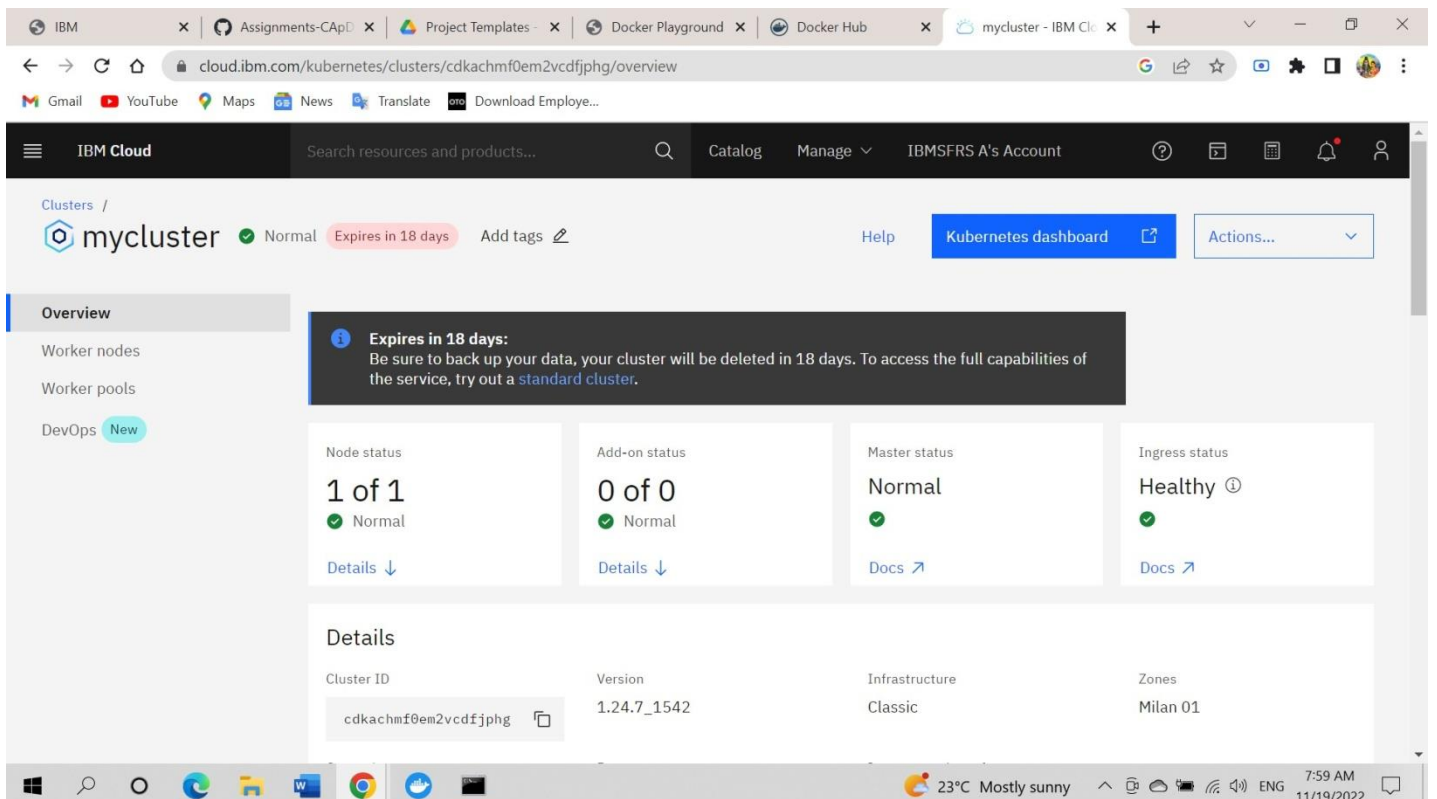 IBM
Assignments-CApD
Project Templates -
Docker Playground
Docker Hub
mycluster - IBM Clo
cloud.ibm.com/kubernetes/clusters/cdkachmf0em2vcdfjphg/overview
Gmail
YouTube
Maps
News
Translate
OTO
Download Employe...
IBM Cloud
Search resources and products...
Catalog
Manage
IBMSFRS A's Account
Clusters /
mycluster
Normal
Expires in 18 days
Add tags
Help
Kubernetes dashboard
Actions...
Overview
Worker nodes
Worker pools
DevOps New
Expires in 18 days:
Be sure to back up your data, your cluster will be deleted in 18 days. To access the full capabilities of
the service, try out a standard cluster.
Node status
1 of 1
Normal
Details
Add-on status
0 of 0
Normal
Details
Master status
Normal
Docs
Ingress status
Healthy
Docs
Details
Cluster ID
cdkachmf0em2vcdfjphg
Version
1.24.7_1542
Infrastructure
Classic
Zones
Milan 01
23°C Mostly sunny
ENG
7:59 AM
11/19/2022